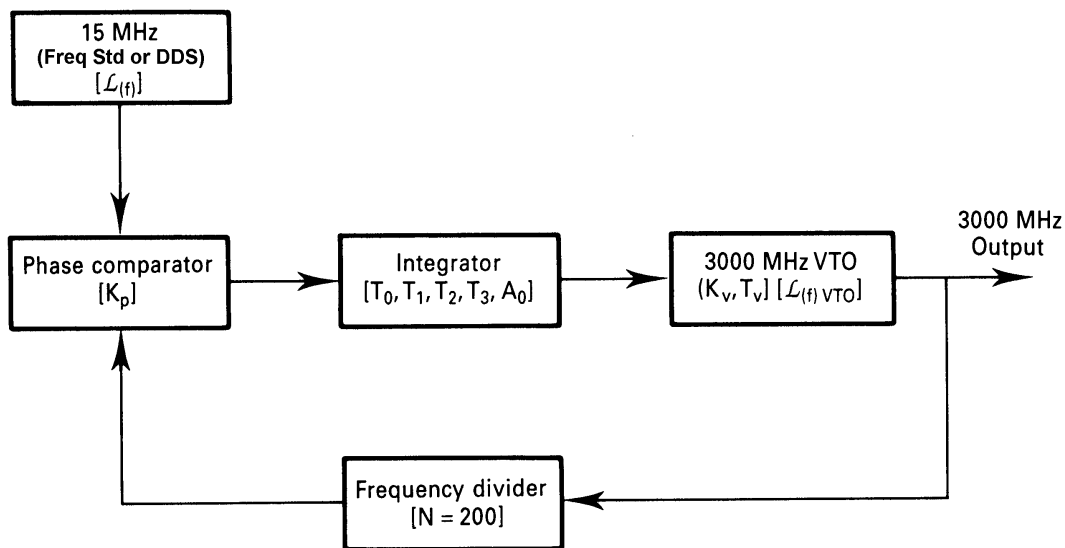 15 MHz
(Freq Std or DDS)
[ℒ(f)]
3000 MHz
Output
Phase comparator
[Kp]
Integrator
[T0, T1, T2, T3, A0]
3000 MHz VTO
(Kv, Tv] [ℒ(f) VTO]
Frequency divider
[N = 200]